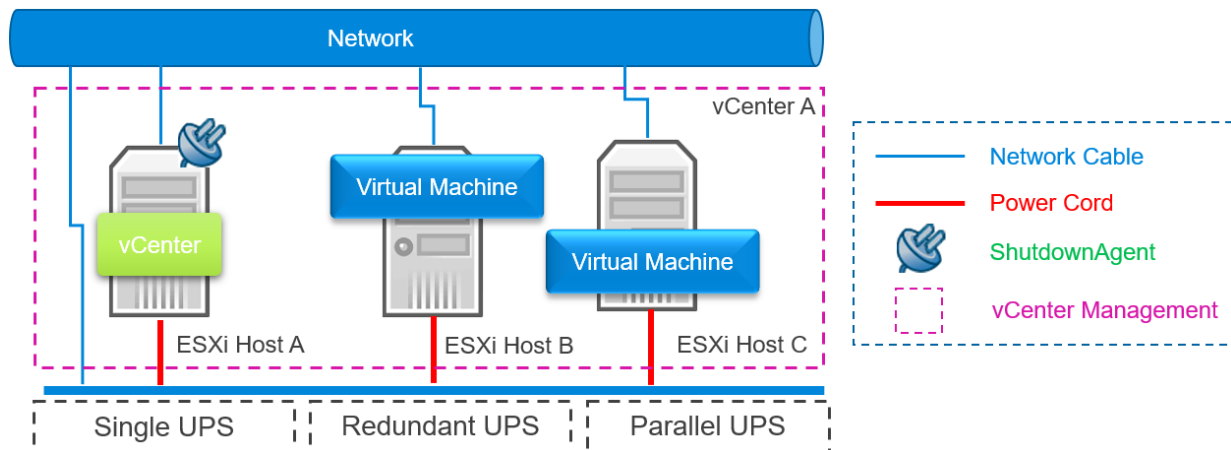 Network
vCenter A
Virtual Machine
vCenter
Virtual Machine
ESXi Host A
ESXi Host B
ESXi Host C
Single UPS
Redundant UPS
Parallel UPS
Network Cable
Power Cord
ShutdownAgent
vCenter Management